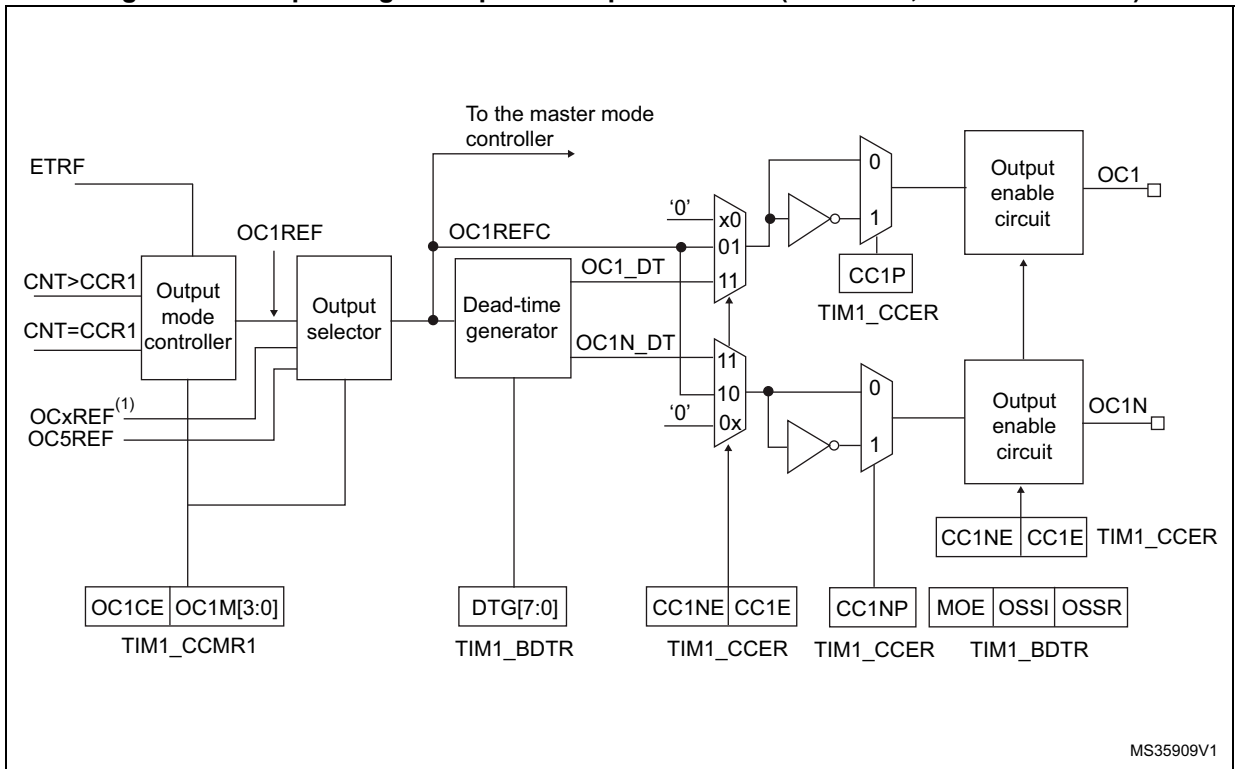 To the master mode
controller
ETRF
OC1REF
CNT>CCR1
CNT=CCR1
Output
mode
controller
Output
selector
OCxREF(1)
OC5REF
OC1REFC
Dead-time
generator
OC1_DT
OC1N_DT
'0'
x0
01
11
11
10
0x
'0'
0
1
CC1P
TIM1_CCER
0
1
Output
enable
circuit
OC1
Output
enable
circuit
OC1N
CC1NE CC1E TIM1_CCER
OC1CE OC1M[3:0]
TIM1_CCMR1
DTG[7:0]
TIM1_BDTR
CC1NE CC1E
TIM1_CCER
CC1NP
TIM1_CCER
MOE OSSI OSSR
TIM1_BDTR
MS35909V1